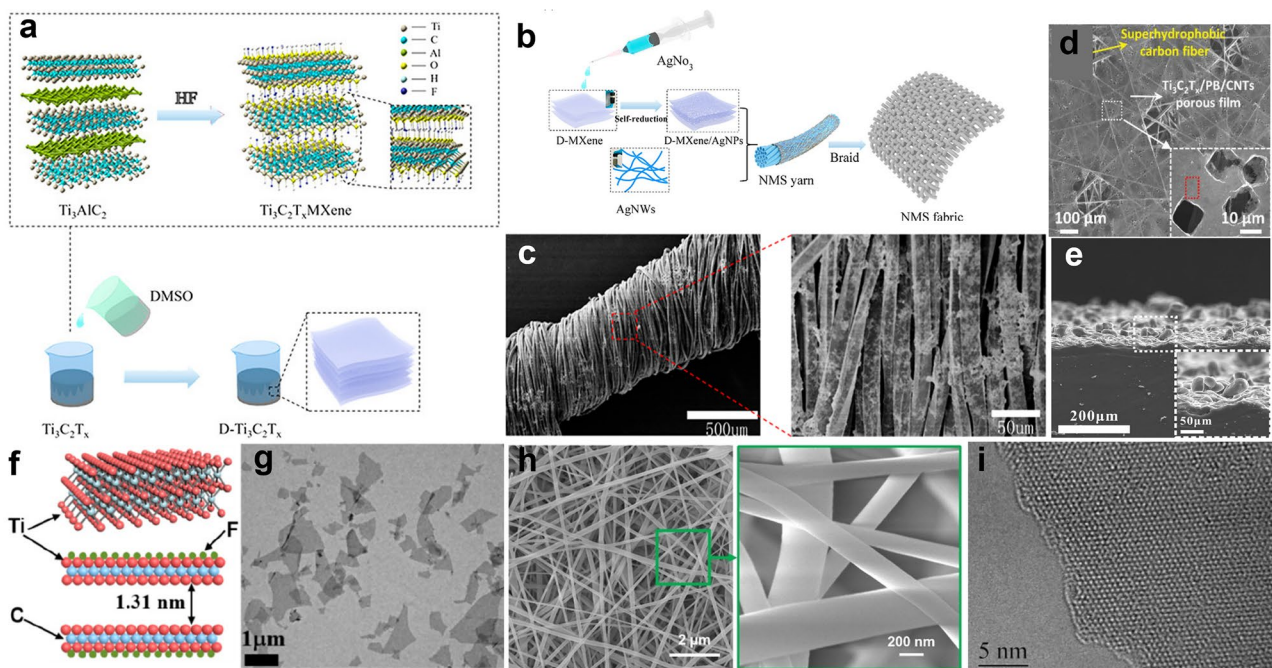 a
Ti
C
Al
O
H
F
HF
Ti₃AlC₂
Ti₃C₂TₓMXene
DMSO
Ti₃C₂Tₓ
D-Ti₃C₂Tₓ
b
AgNo₃
Self-reduction
D-MXene
D-MXene/AgNPs
AgNWs
NMS yarn
Braid
NMS fabric
c
500um
50um
d
Superhydrophobic
carbon fiber
Ti₃C₂Tₓ/PB/CNTs
porous film
100 μm
10 μm
e
200μm
50μm
f
Ti
F
1.31 nm
C
g
1μm
h
2 μm
200 nm
i
5 nm